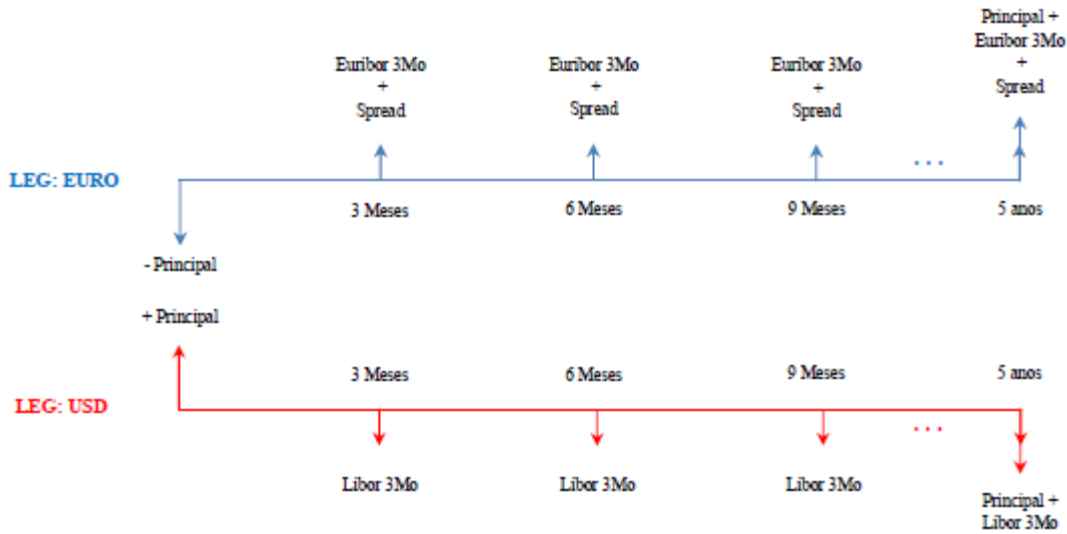 Principal +
Euribor 3Mo
+
Spread
Euribor 3Mo
+
Spread
Euribor 3Mo
+
Spread
Euribor 3Mo
+
Spread
LEG: EURO
...
3 Meses
6 Meses
9 Meses
5 anos
- Principal
+ Principal
3 Meses
6 Meses
9 Meses
5 anos
LEG: USD
...
Libor 3Mo
Libor 3Mo
Libor 3Mo
Principal +
Libor 3Mo